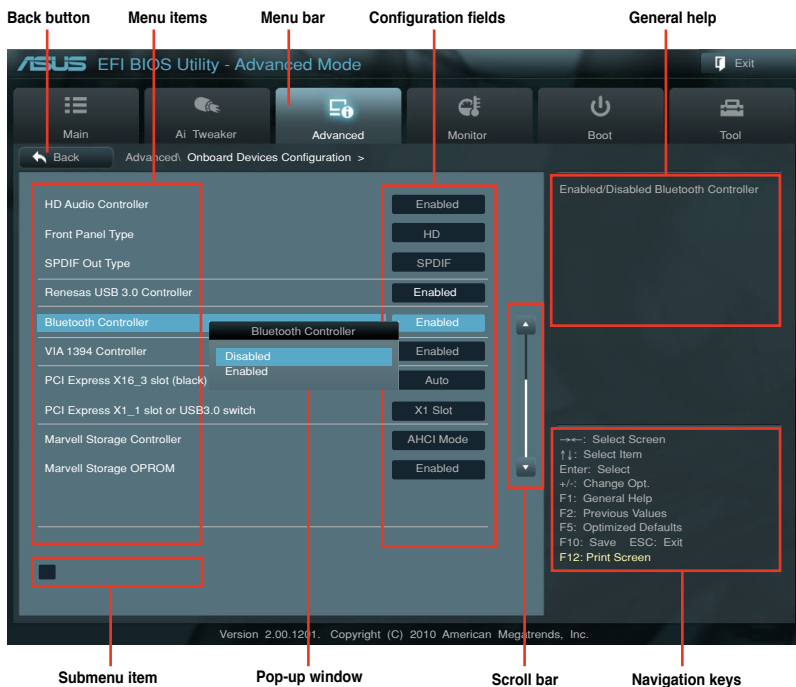 Back button Menu items Menu bar Configuration fields General help
ASUS EFI BIOS Utility - Advanced Mode Exit
Main Ai Tweaker Advanced Monitor Boot Tool
Back Advanced\ Onboard Devices Configuration >
Enabled/Disabled Bluetooth Controller
HD Audio Controller Enabled
Front Panel Type HD
SPDIF Out Type SPDIF
Renesas USB 3.0 Controller Enabled
Bluetooth Controller Enabled
Bluetooth Controller
Disabled
Enabled
VIA 1394 Controller Enabled
PCI Express X16_3 slot (black) Auto
PCI Express X1_1 slot or USB3.0 switch X1 Slot
Marvell Storage Controller AHCI Mode
Marvell Storage OPROM Enabled
→←: Select Screen
↑↓: Select Item
Enter: Select
+/-: Change Opt.
F1: General Help
F2: Previous Values
F5: Optimized Defaults
F10: Save ESC: Exit
F12: Print Screen
Version 2.00.1201. Copyright (C) 2010 American Megatrends, Inc.
Submenu item Pop-up window Scroll bar Navigation keys